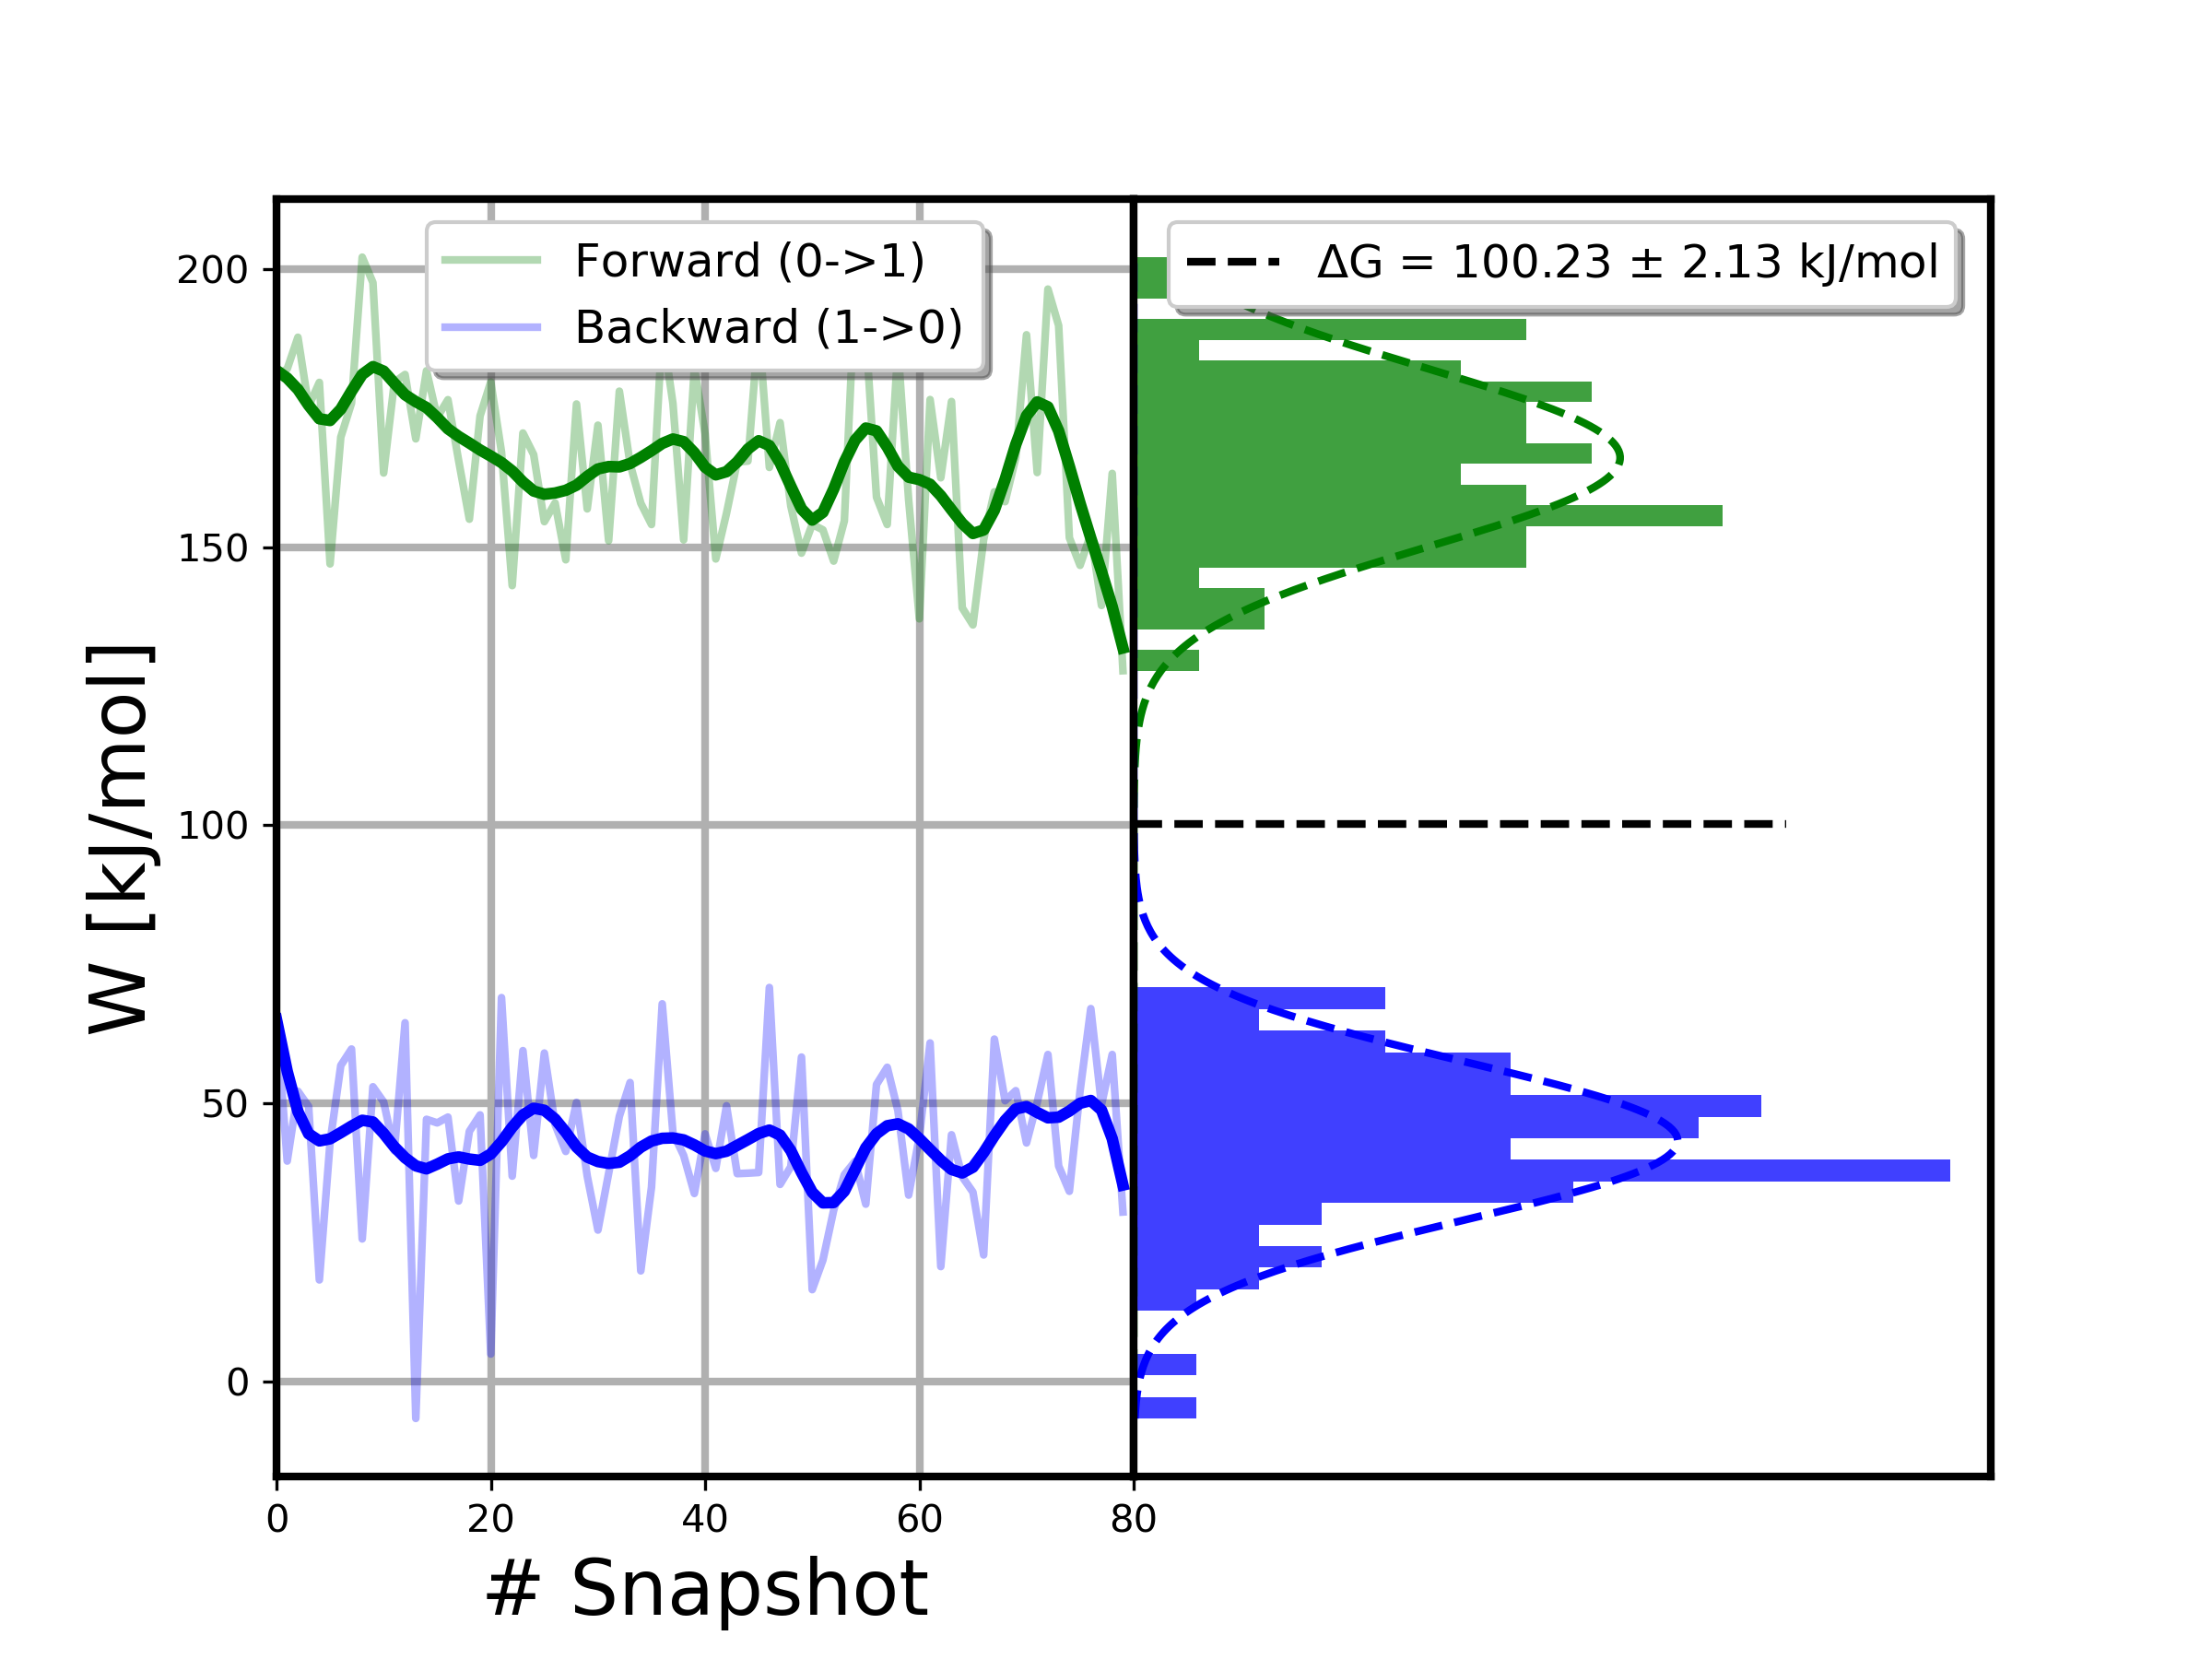 Forward (0->1)
Backward (1->0)
ΔG = 100.23 ± 2.13 kJ/mol
200
150
100
50
0
W [kJ/mol]
0 20 40 60 80
# Snapshot